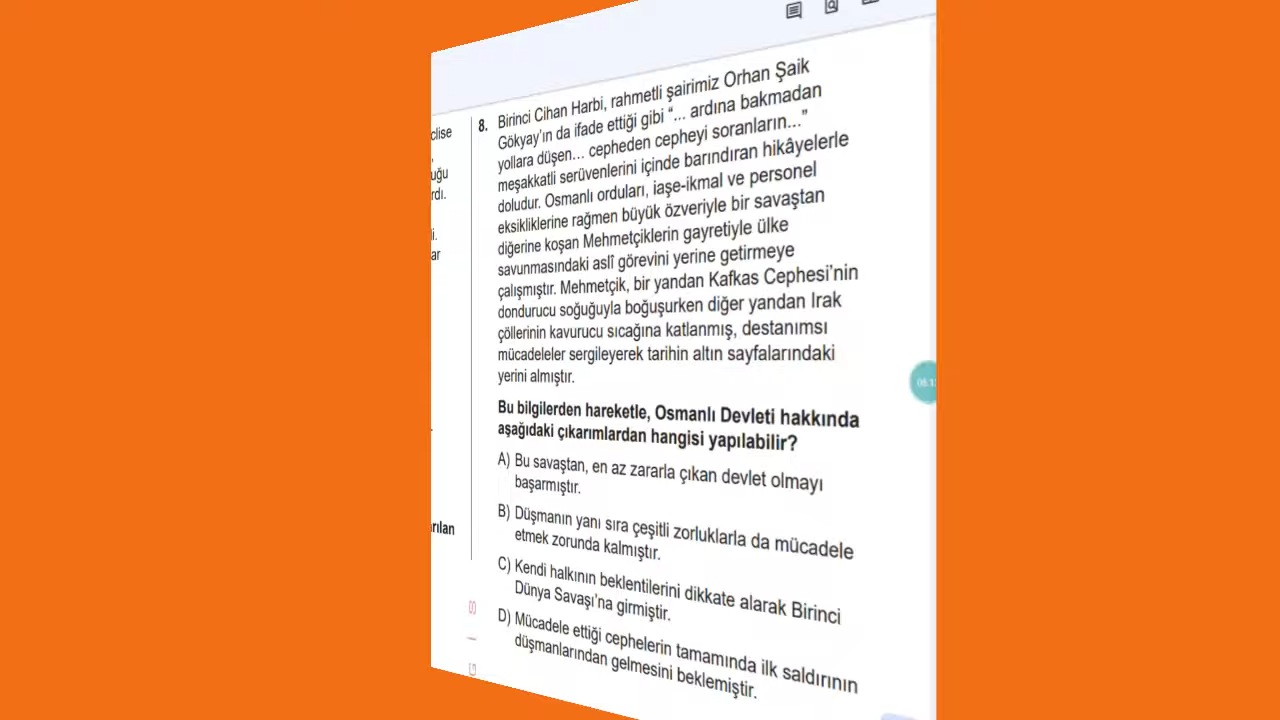 clise
uğu
rdı.
i.
ar
rılan
8. Birinci Cihan Harbi, rahmetli şairimiz Orhan Şaik
Gökyay’ın da ifade ettiği gibi “... ardına bakmadan
yollara düşen... cepheden cepheyi soranların...”
meşakkatli serüvenlerini içinde barındıran hikâyelerle
doludur. Osmanlı orduları, iaşe-ikmal ve personel
eksikliklerine rağmen büyük özveriyle bir savaştan
diğerine koşan Mehmetçiklerin gayretiyle ülke
savunmasındaki aslî görevini yerine getirmeye
çalışmıştır. Mehmetçik, bir yandan Kafkas Cephesi’nin
dondurucu soğuğuyla boğuşurken diğer yandan Irak
çöllerinin kavurucu sıcağına katlanmış, destanımsı
mücadeleler sergileyerek tarihin altın sayfalarındaki
yerini almıştır.
Bu bilgilerden hareketle, Osmanlı Devleti hakkında
aşağıdaki çıkarımlardan hangisi yapılabilir?
A) Bu savaştan, en az zararla çıkan devlet olmayı
başarmıştır.
B) Düşmanın yanı sıra çeşitli zorluklarla da mücadele
etmek zorunda kalmıştır.
C) Kendi halkının beklentilerini dikkate alarak Birinci
Dünya Savaşı’na girmiştir.
D) Mücadele ettiği cephelerin tamamında ilk saldırının
düşmanlarından gelmesini beklemiştir.